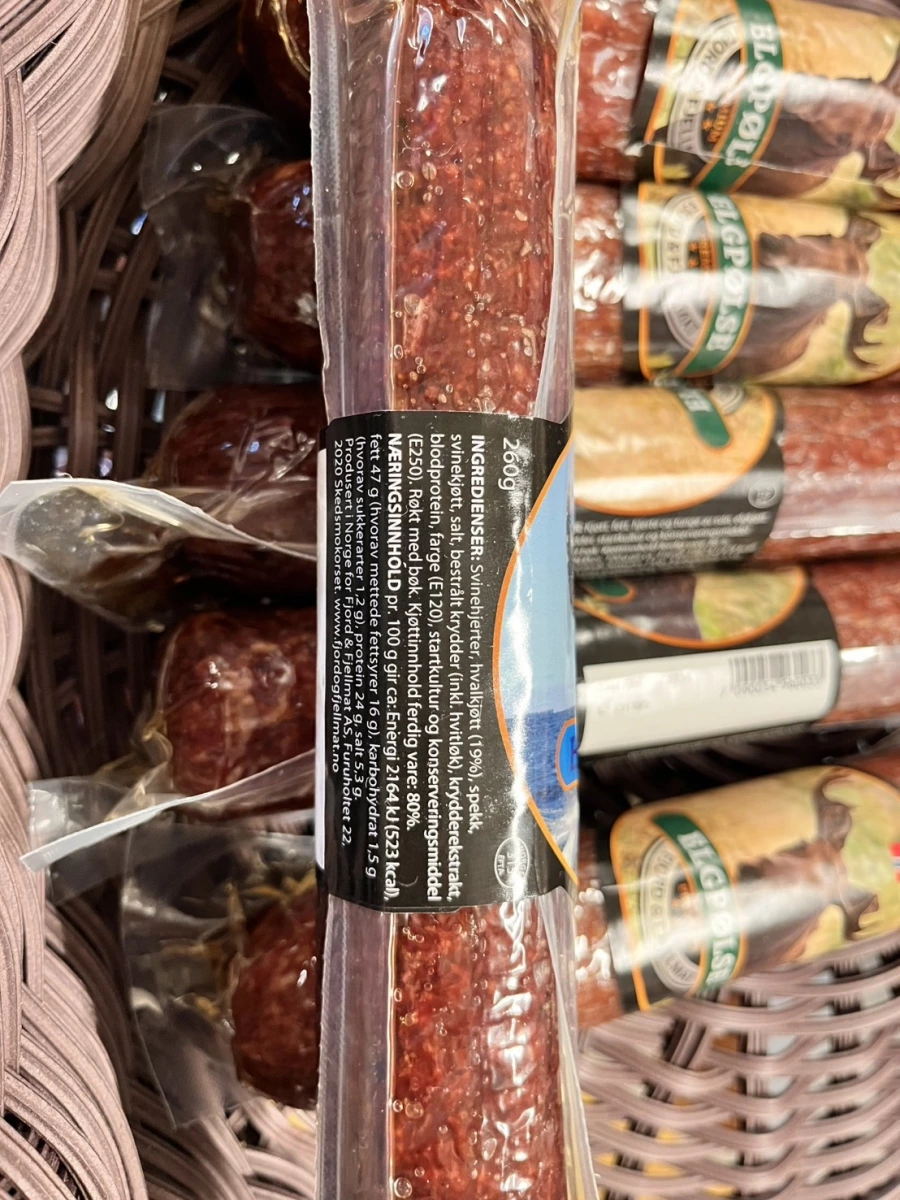 260g
INGREDIENSER: Svinehjerter, hvalkjøtt (19%), spekk,
svinekjøtt, salt, bestrålt krydder (inkl. hvitløk), krydderekstrakt,
blodprotein, farge (E120), startkultur og konserveringsmiddel
(E250). Røkt med bøk. Kjøttinnhold ferdig vare: 80%.
NÆRINGSINNHOLD pr. 100 g gir ca: Energi 2164 kJ (523 kcal),
fett 47 g (hvorav mettede fettsyrer 16 g), karbohydrat 1,5 g
(hvorav sukkerarter 1,2 g), protein 24 g, salt 5,3 g.
Produsert i Norge for Fjord & Fjellmat AS, Furuholtet 22,
2020 Skedsmokorset. www.fjordogfjellmat.no
ELGPØLS
ELGPØLSE
ELGPØLSE